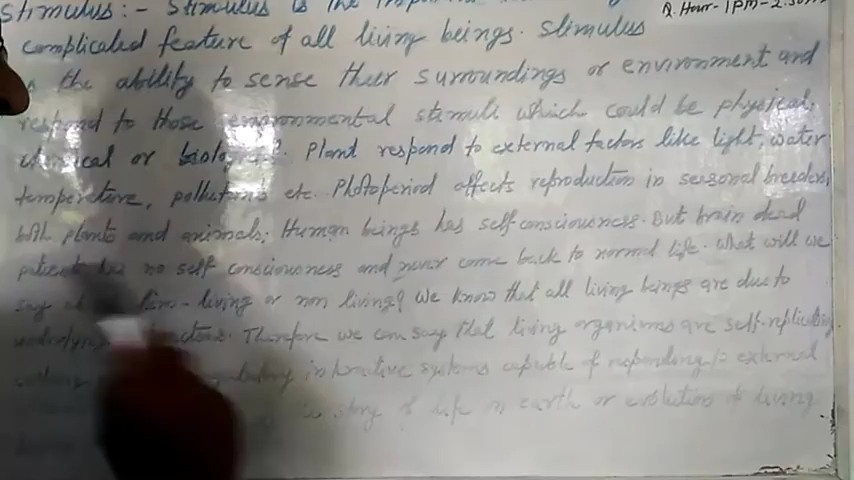 Stimulus:- Stimulus is the
Q. Hour-1PM-2:30
complicated feature of all living beings. Stimulus
the ability to sense their surroundings or environment and
respond to those environmental stimuli which could be physical,
chemical or biological. Plant respond to external factors like light, water
temperature, pollutants etc. Photoperiod affects reproduction in seasonal breeders,
both plants and animals; Human beings has self consciousness. But brain dead
patient has no self consciousness and never come back to normal life. What will we
say living or non living? We know that all living beings are due to
underlying Therefore we can say that living organisms are self-replicating
interactive systems capable of responding to external
story of life on earth or evolution of living